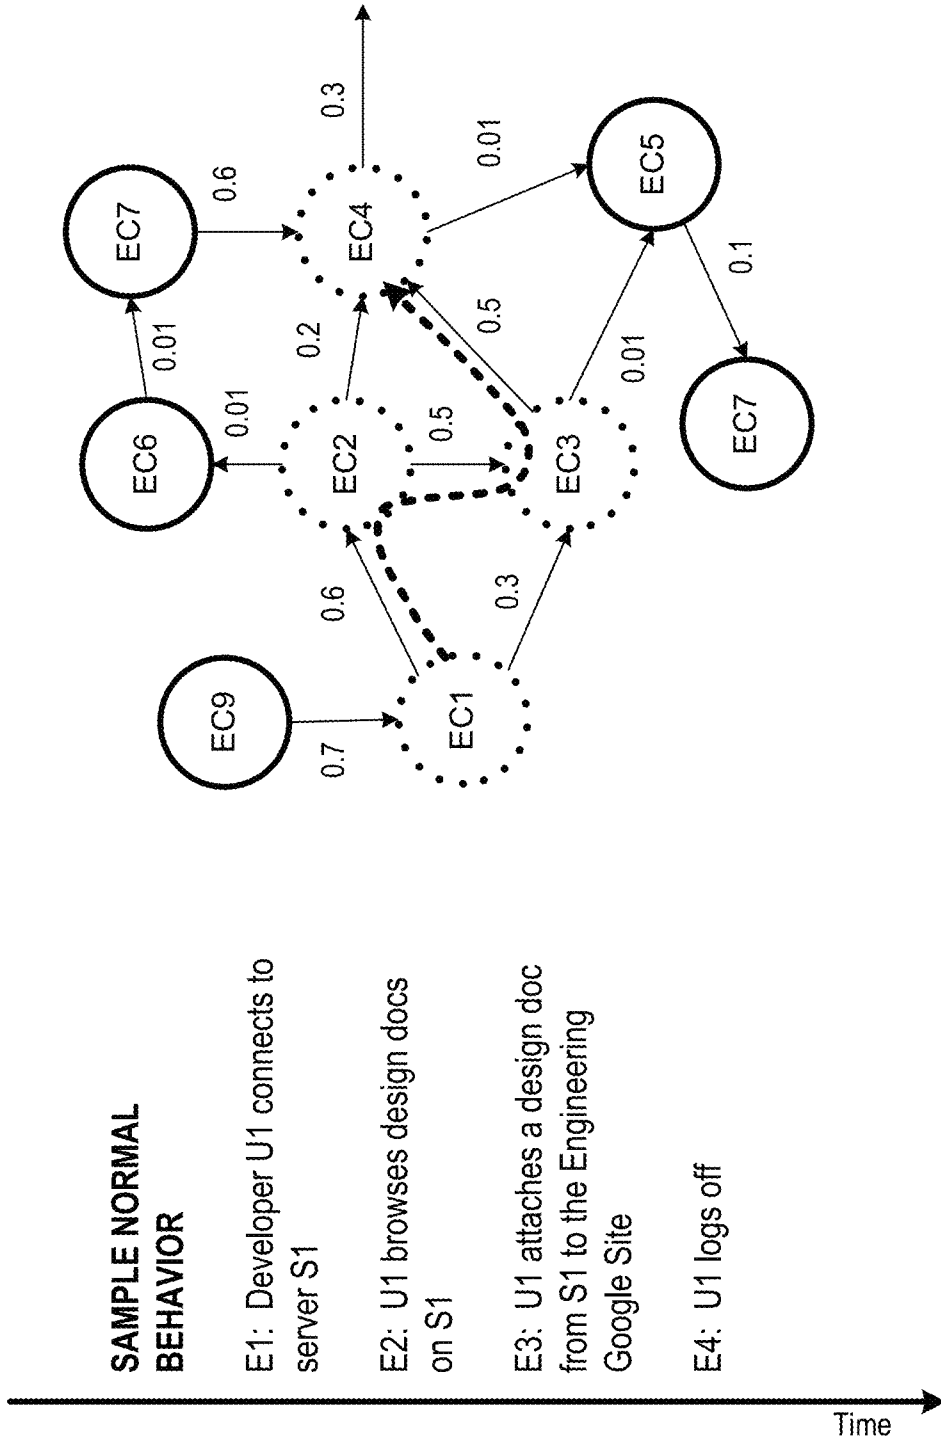 SAMPLE NORMAL
BEHAVIOR
E1: Developer U1 connects to
server S1
E2: U1 browses design docs
on S1
E3: U1 attaches a design doc
from S1 to the Engineering
Google Site
E4: U1 logs off
Time
EC9
0.7
EC1
0.6
0.3
EC6
0.01
0.01
EC2
0.5
0.2
EC3
0.5
0.01
EC7
0.6
EC4
0.3
0.01
EC5
0.1
EC7